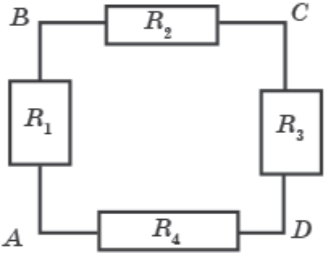 B R₂ C
R₁ R₃
A R₄ D